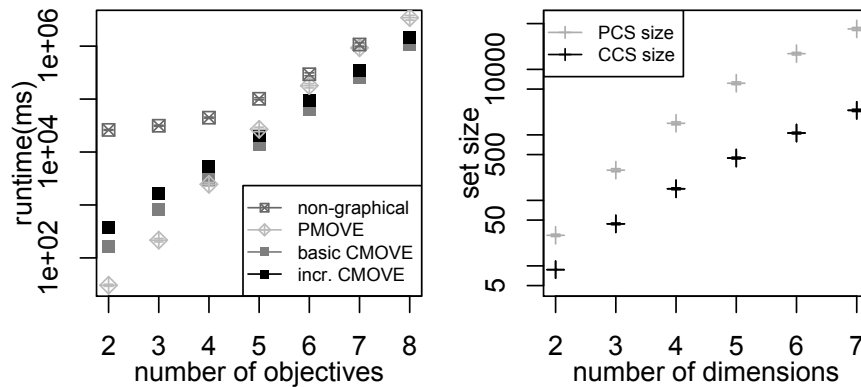 runtime(ms)
1e+06
1e+04
1e+02
non-graphical
PMOVE
basic CMOVE
incr. CMOVE
2 3 4 5 6 7 8
number of objectives
set size
10000
500
50
5
PCS size
CCS size
2 3 4 5 6 7
number of dimensions